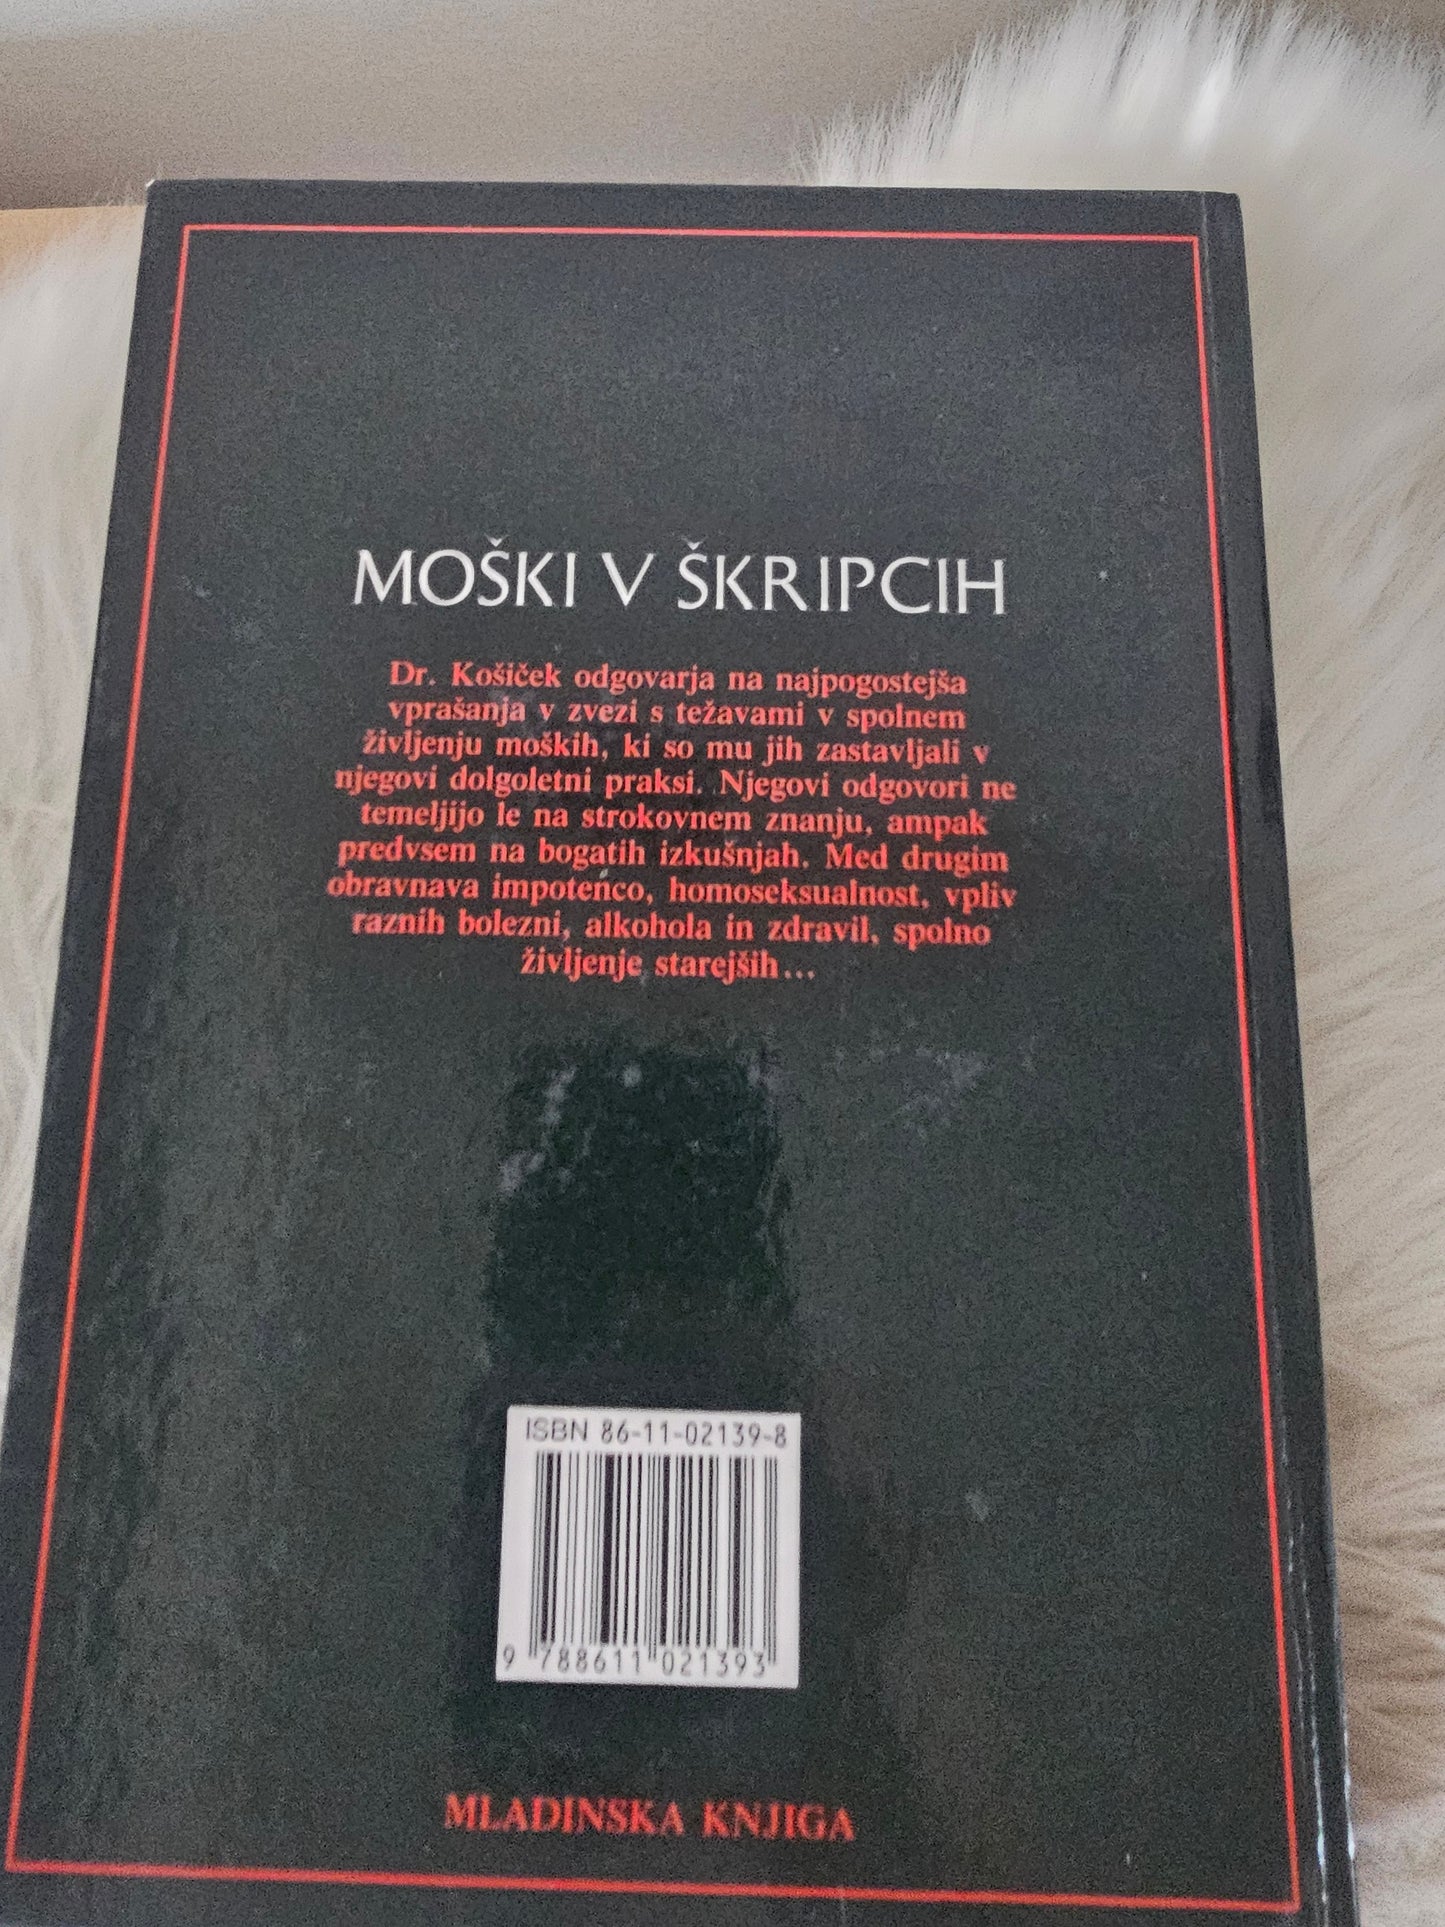 MOŠKI V ŠKRIPCIH
Dr. Košiček odgovarja na najpogostejša
vprašanja v zvezi s težavami v spolnem
življenju moških, ki so mu jih zastavljali v
njegovi dolgoletni praksi. Njegovi odgovori ne
temeljijo le na strokovnem znanju, ampak
predvsem na bogatih izkušnjah. Med drugim
obravnava impotenco, homoseksualnost, vpliv
raznih bolezni, alkohola in zdravil, spolno
življenje starejših...
ISBN 86-11-02139-8
9 788611 021393
MLADINSKA KNJIGA